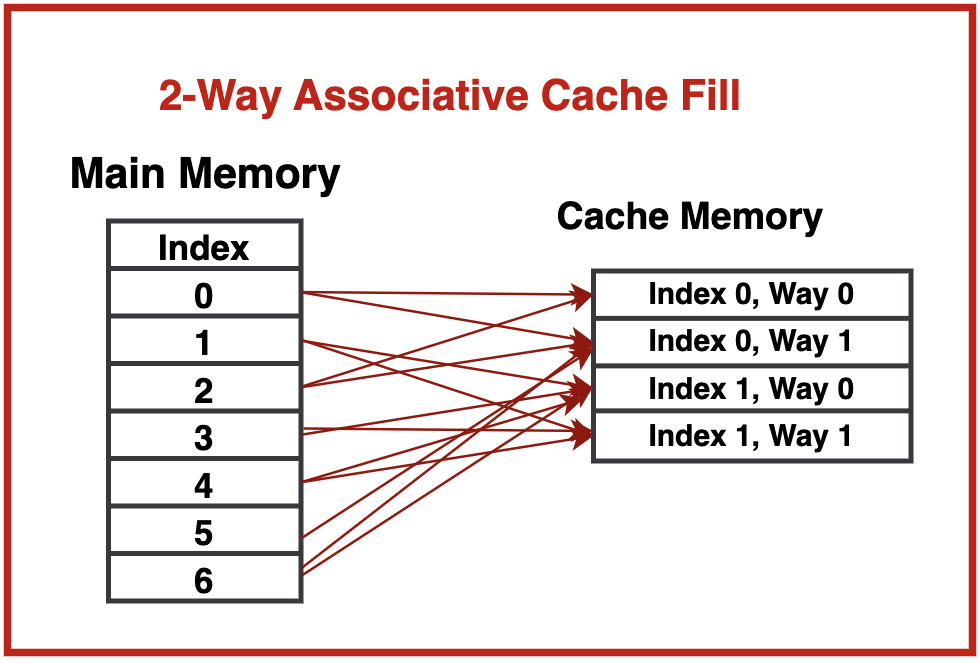 2-Way Associative Cache Fill
Main Memory
Index
0
1
2
3
4
5
6
Cache Memory
Index 0, Way 0
Index 0, Way 1
Index 1, Way 0
Index 1, Way 1